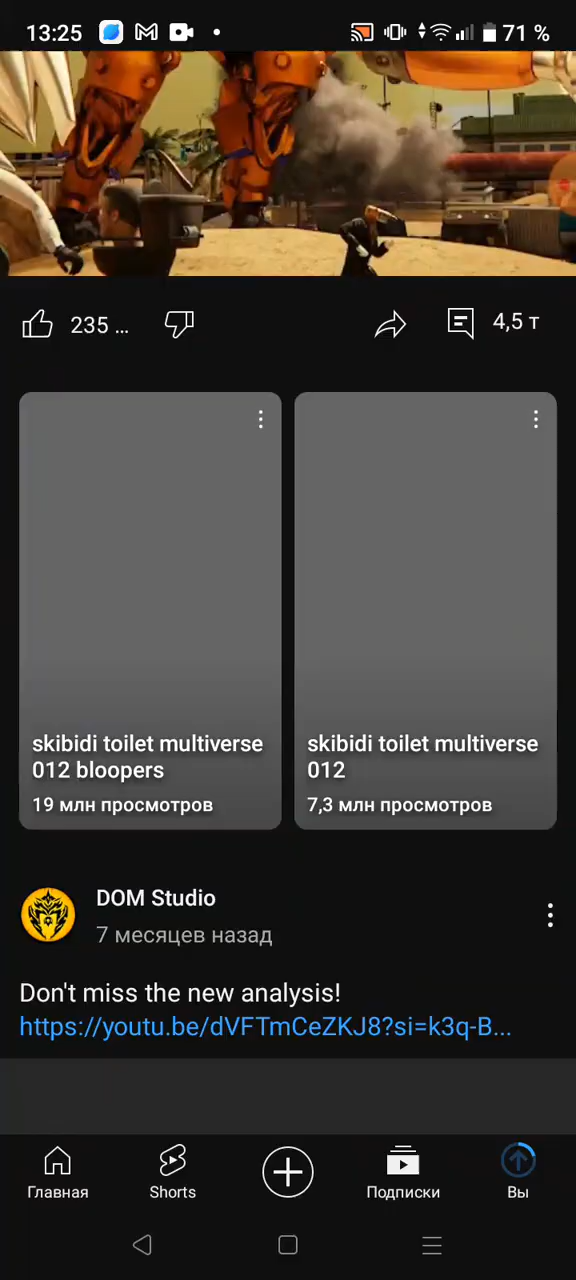 13:25
71 %
235 ...
4,5 т
skibidi toilet multiverse
012 bloopers
19 млн просмотров
skibidi toilet multiverse
012
7,3 млн просмотров
DOM Studio
7 месяцев назад
Don't miss the new analysis!
https://youtu.be/dVFTmCeZKJ8?si=k3q-B...
Главная
Shorts
Подписки
Вы